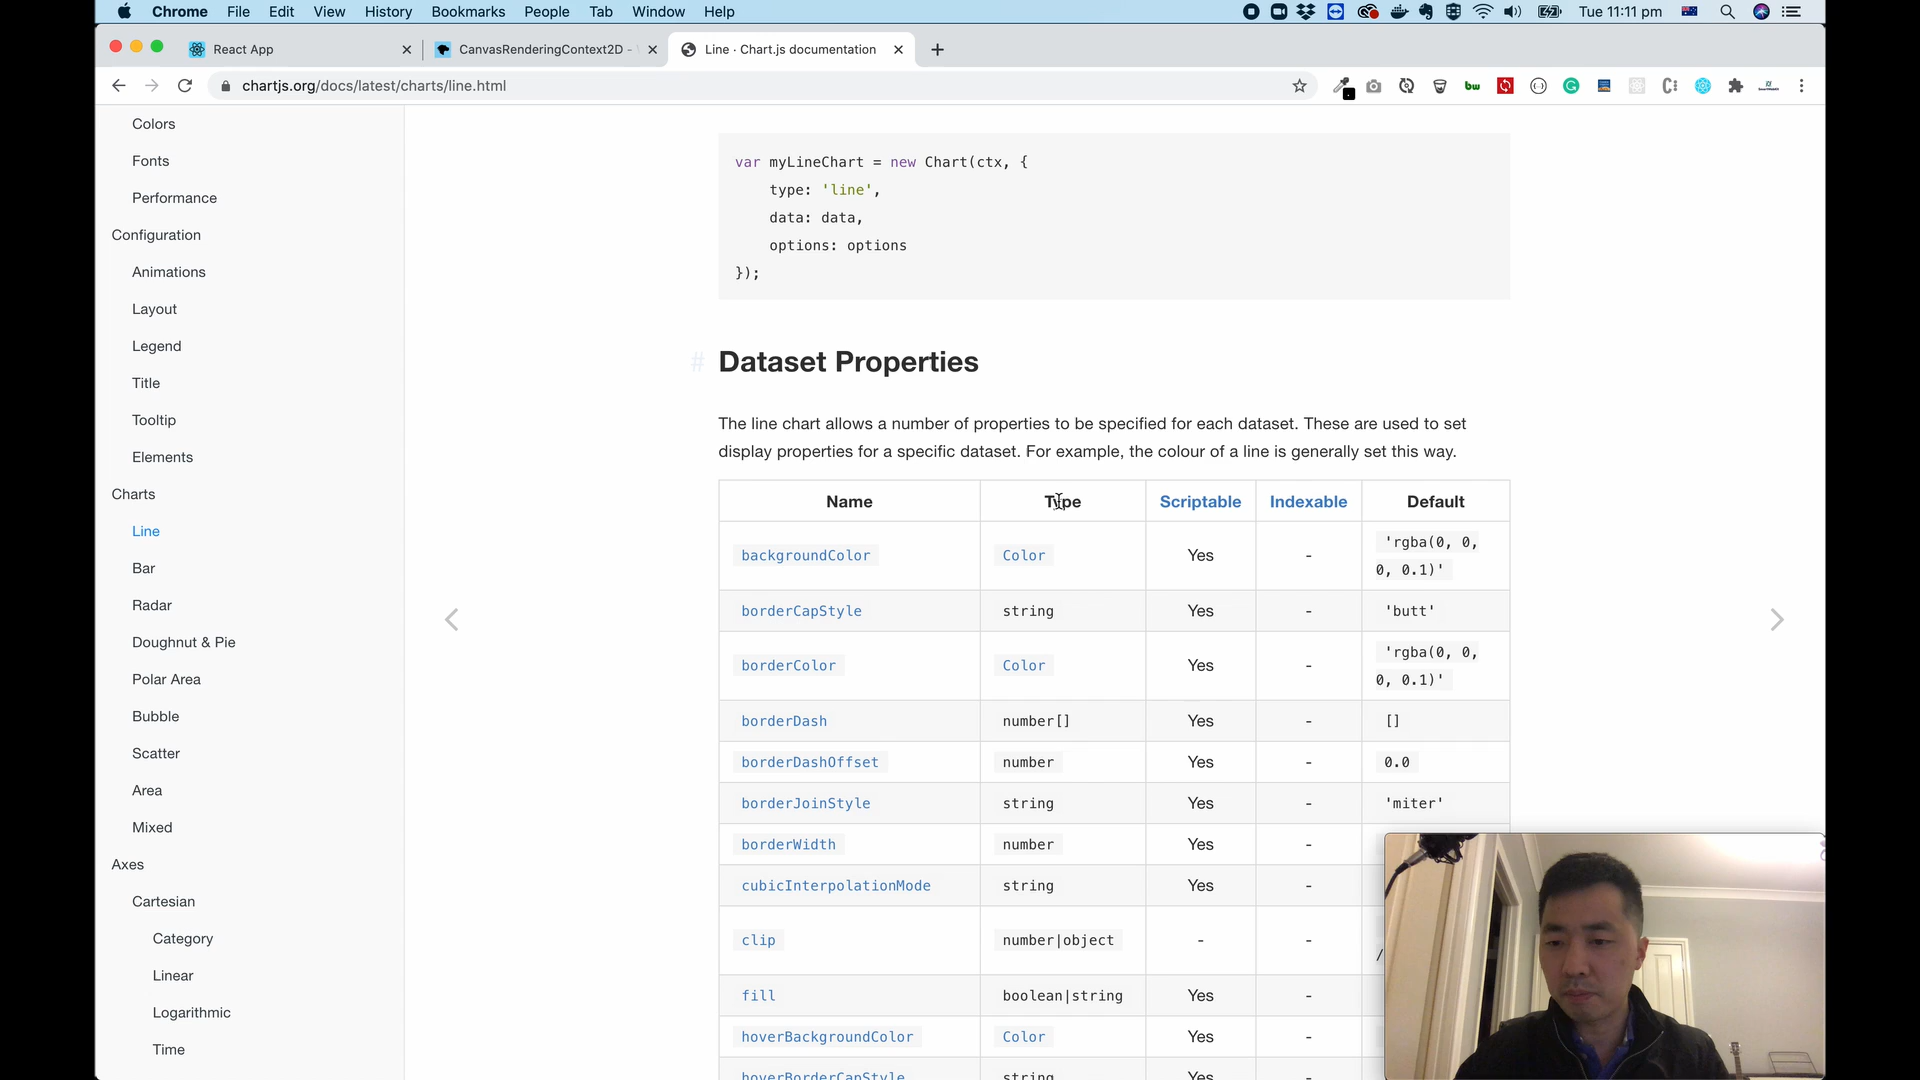 Chrome File Edit View History Bookmarks People Tab Window Help Tue 11:11 pm
React App CanvasRenderingContext2D - Line · Chart.js documentation
chartjs.org/docs/latest/charts/line.html
Colors
Fonts
Performance
Configuration
Animations
Layout
Legend
Title
Tooltip
Elements
Charts
Line
Bar
Radar
Doughnut & Pie
Polar Area
Bubble
Scatter
Area
Mixed
Axes
Cartesian
Category
Linear
Logarithmic
Time
var myLineChart = new Chart(ctx, {
type: 'line',
data: data,
options: options
});
# Dataset Properties
The line chart allows a number of properties to be specified for each dataset. These are used to set
display properties for a specific dataset. For example, the colour of a line is generally set this way.
Name Type Scriptable Indexable Default
backgroundColor Color Yes - 'rgba(0, 0,
0, 0.1)'
borderCapStyle string Yes - 'butt'
borderColor Color Yes - 'rgba(0, 0,
0, 0.1)'
borderDash number[] Yes - []
borderDashOffset number Yes - 0.0
borderJoinStyle string Yes - 'miter'
borderWidth number Yes -
cubicInterpolationMode string Yes -
clip number|object - - /
fill boolean|string Yes -
hoverBackgroundColor Color Yes -
hoverBorderCapStyle string Yes -